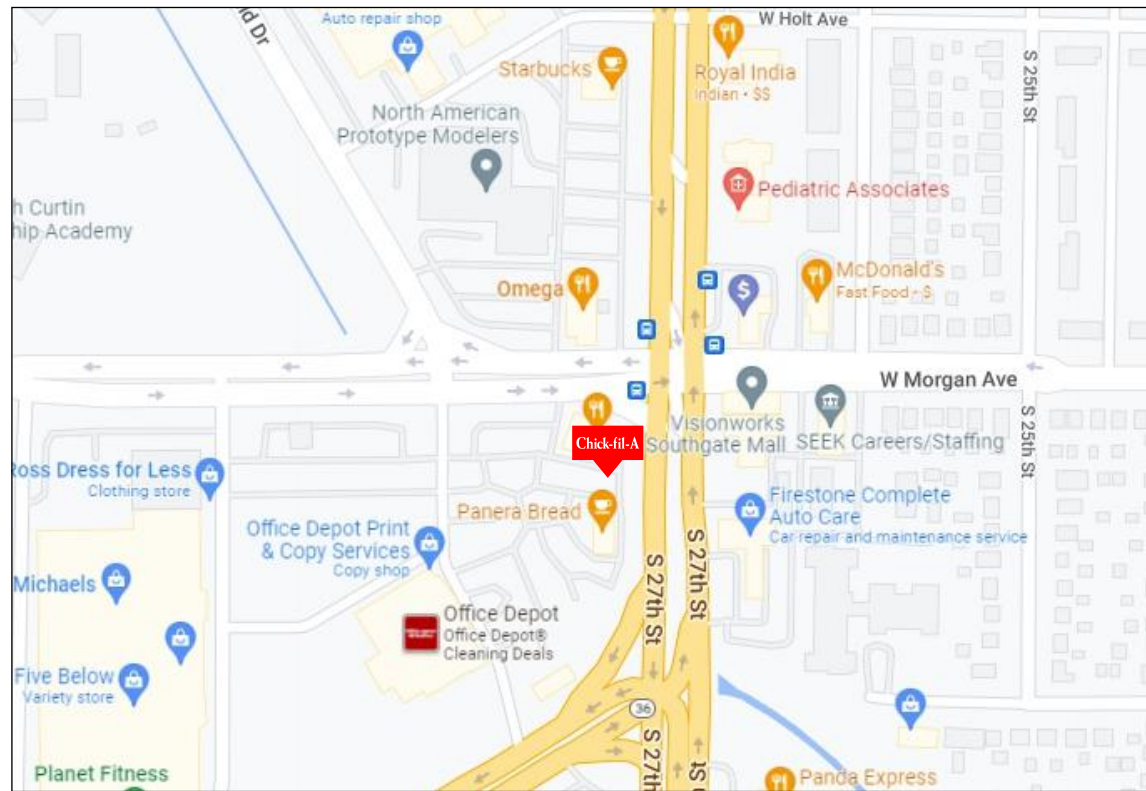 W Holt Ave
Auto repair shop
Starbucks
Royal India
Indian • $$
S 25th St
North American
Prototype Modelers
Pediatric Associates
h Curtin
hip Academy
McDonald's
Fast Food • $
$
Omega
W Morgan Ave
S 25th St
Visionworks
Southgate Mall
SEEK Careers/Staffing
Chick-fil-A
Ross Dress for Less
Clothing store
Panera Bread
Firestone Complete
Auto Care
Car repair and maintenance service
Office Depot Print
& Copy Services
Copy shop
S 27th St
S 27th St
Michaels
Office Depot
Office Depot®
Cleaning Deals
Five Below
Variety store
36
S 27th
Planet Fitness
Panda Express